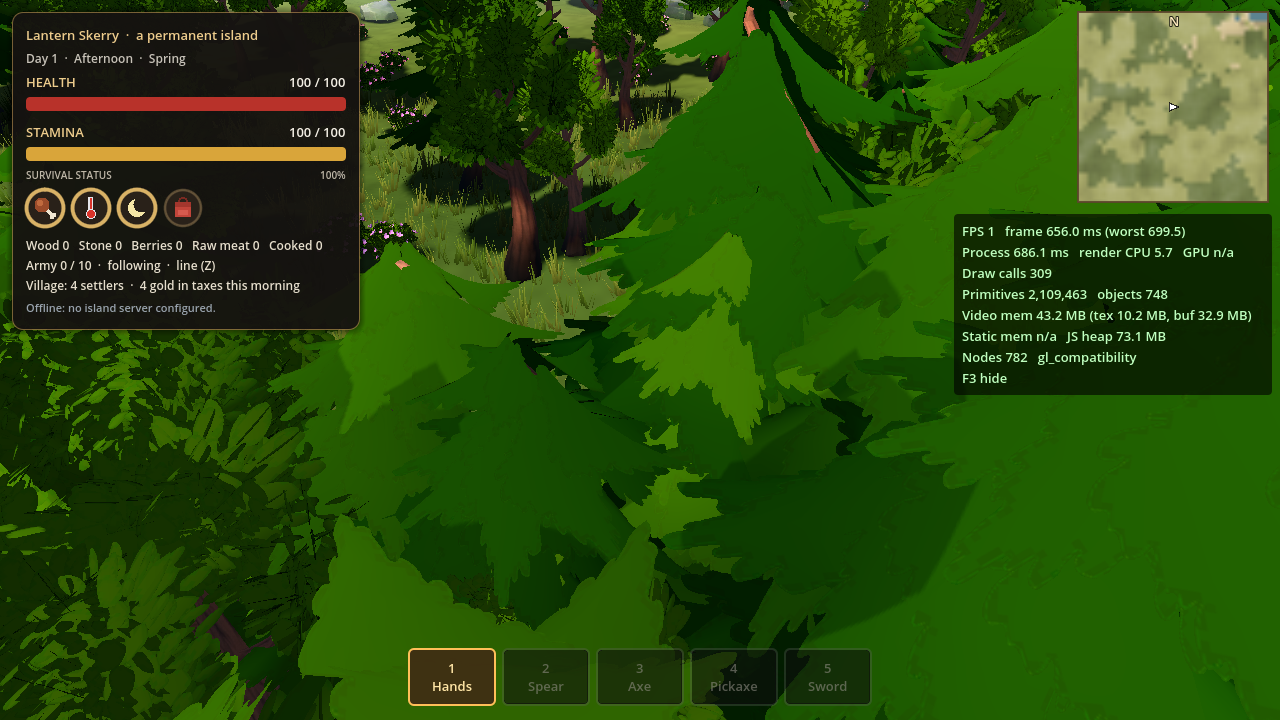 Lantern Skerry · a permanent island
Day 1 · Afternoon · Spring
HEALTH 100 / 100
STAMINA 100 / 100
SURVIVAL STATUS 100%
Wood 0 Stone 0 Berries 0 Raw meat 0 Cooked 0
Army 0 / 10 · following · line (Z)
Village: 4 settlers · 4 gold in taxes this morning
Offline: no island server configured.
N
FPS 1 frame 656.0 ms (worst 699.5)
Process 686.1 ms render CPU 5.7 GPU n/a
Draw calls 309
Primitives 2,109,463 objects 748
Video mem 43.2 MB (tex 10.2 MB, buf 32.9 MB)
Static mem n/a JS heap 73.1 MB
Nodes 782 gl_compatibility
F3 hide
1 2 3 4 5
Hands Spear Axe Pickaxe Sword